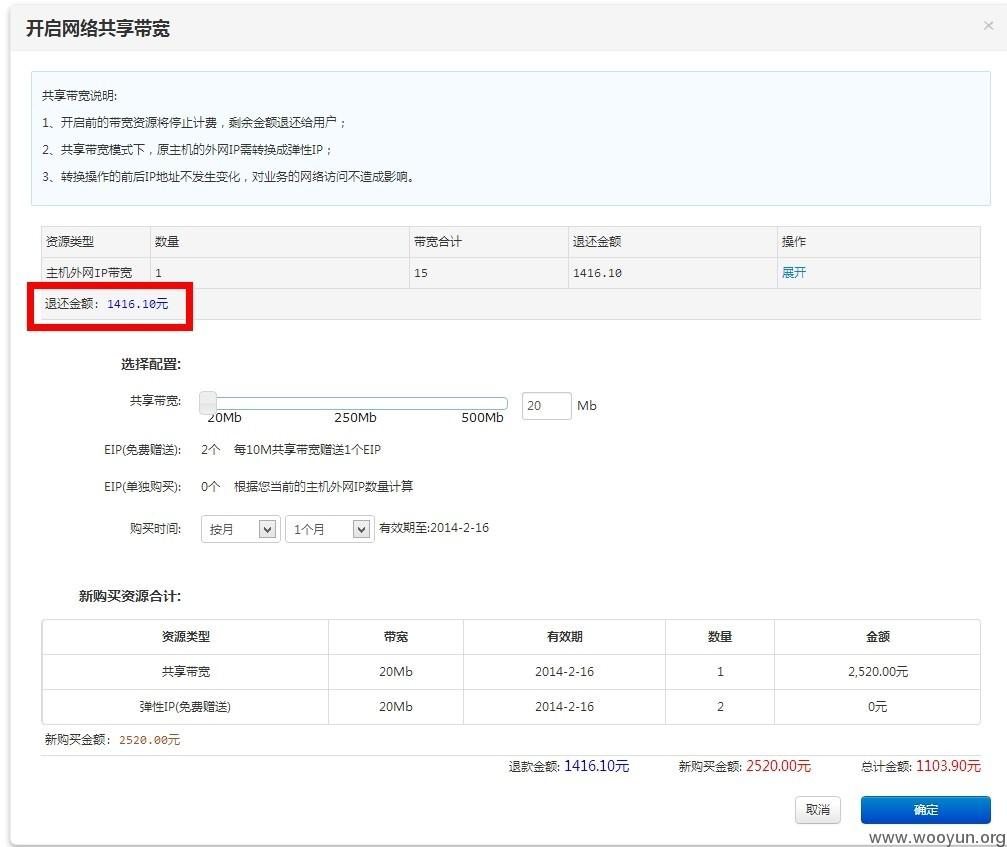 开启网络共享带宽
×
共享带宽说明:
1、开启前的带宽资源将停止计费，剩余金额退还给用户；
2、共享带宽模式下，原主机的外网IP需转换成弹性IP；
3、转换操作的前后IP地址不发生变化，对业务的网络访问不造成影响。
资源类型 数量 带宽合计 退还金额 操作
主机外网IP带宽 1 15 1416.10 展开
退还金额: 1416.10元
选择配置:
共享带宽: 20 Mb
20Mb 250Mb 500Mb
EIP(免费赠送): 2个 每10M共享带宽赠送1个EIP
EIP(单独购买): 0个 根据您当前的主机外网IP数量计算
购买时间: 按月 1个月 有效期至:2014-2-16
新购买资源合计:
资源类型 带宽 有效期 数量 金额
共享带宽 20Mb 2014-2-16 1 2,520.00元
弹性IP(免费赠送) 20Mb 2014-2-16 2 0元
新购买金额: 2520.00元
退款金额: 1416.10元 新购买金额: 2520.00元 总计金额: 1103.90元
取消 确定
www.wooyun.org